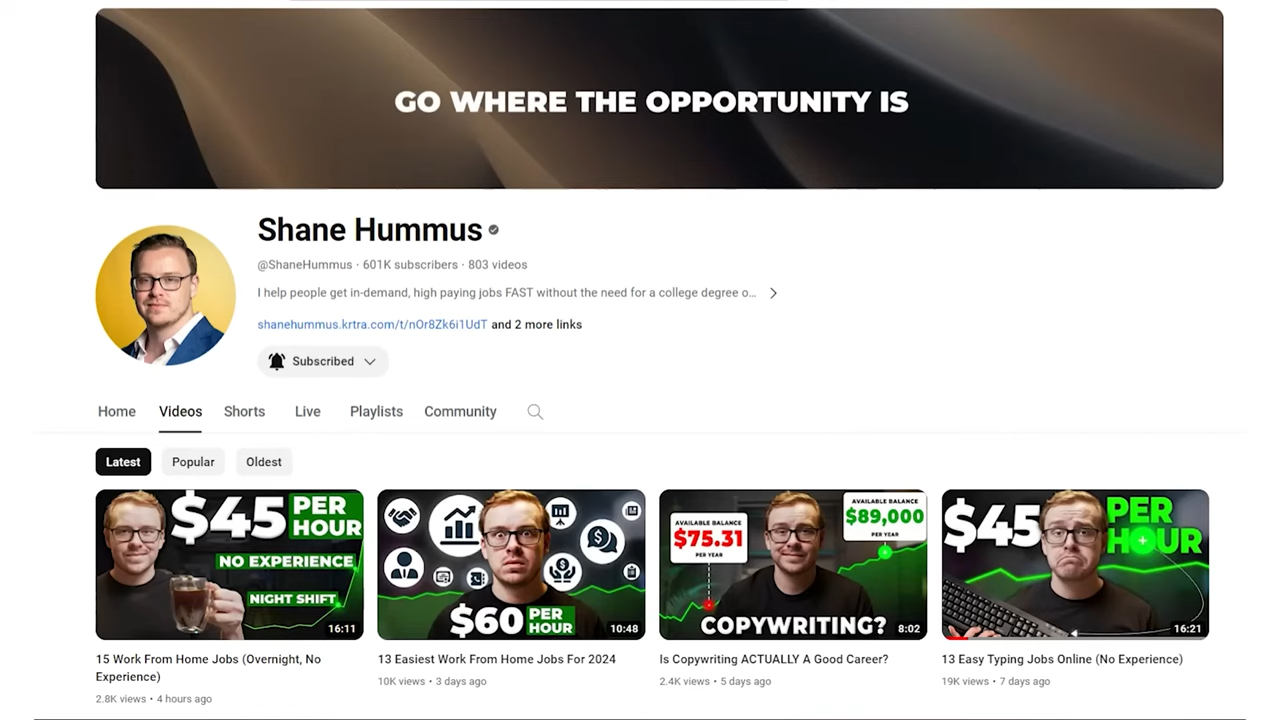 GO WHERE THE OPPORTUNITY IS
Shane Hummus
@ShaneHummus · 601K subscribers · 803 videos
I help people get in-demand, high paying jobs FAST without the need for a college degree o...
shanehummus.krtra.com/t/nOr8Zk6i1UdT and 2 more links
Subscribed
Home Videos Shorts Live Playlists Community
Latest Popular Oldest
$45 PER
HOUR
NO EXPERIENCE
NIGHT SHIFT
16:11
$60 PER
HOUR
10:48
AVAILABLE BALANCE
$75.31
PER YEAR
AVAILABLE BALANCE
$89,000
PER YEAR
COPYWRITING?
8:02
$45 PER
HOUR
16:21
15 Work From Home Jobs (Overnight, No
Experience)
2.8K views • 4 hours ago
13 Easiest Work From Home Jobs For 2024
10K views • 3 days ago
Is Copywriting ACTUALLY A Good Career?
2.4K views • 5 days ago
13 Easy Typing Jobs Online (No Experience)
19K views • 7 days ago